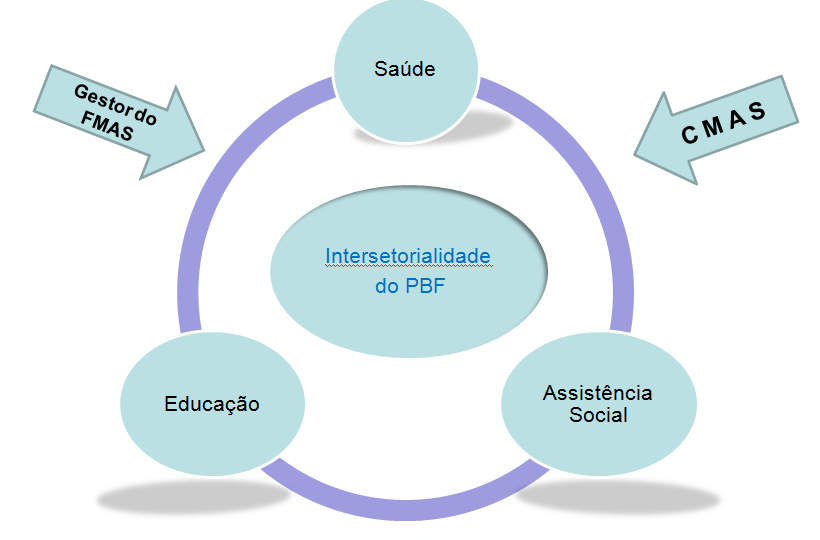 Saúde
Gestor do
FMAS
C M A S
Intersetorialidade
do PBF
Educação
Assistência
Social